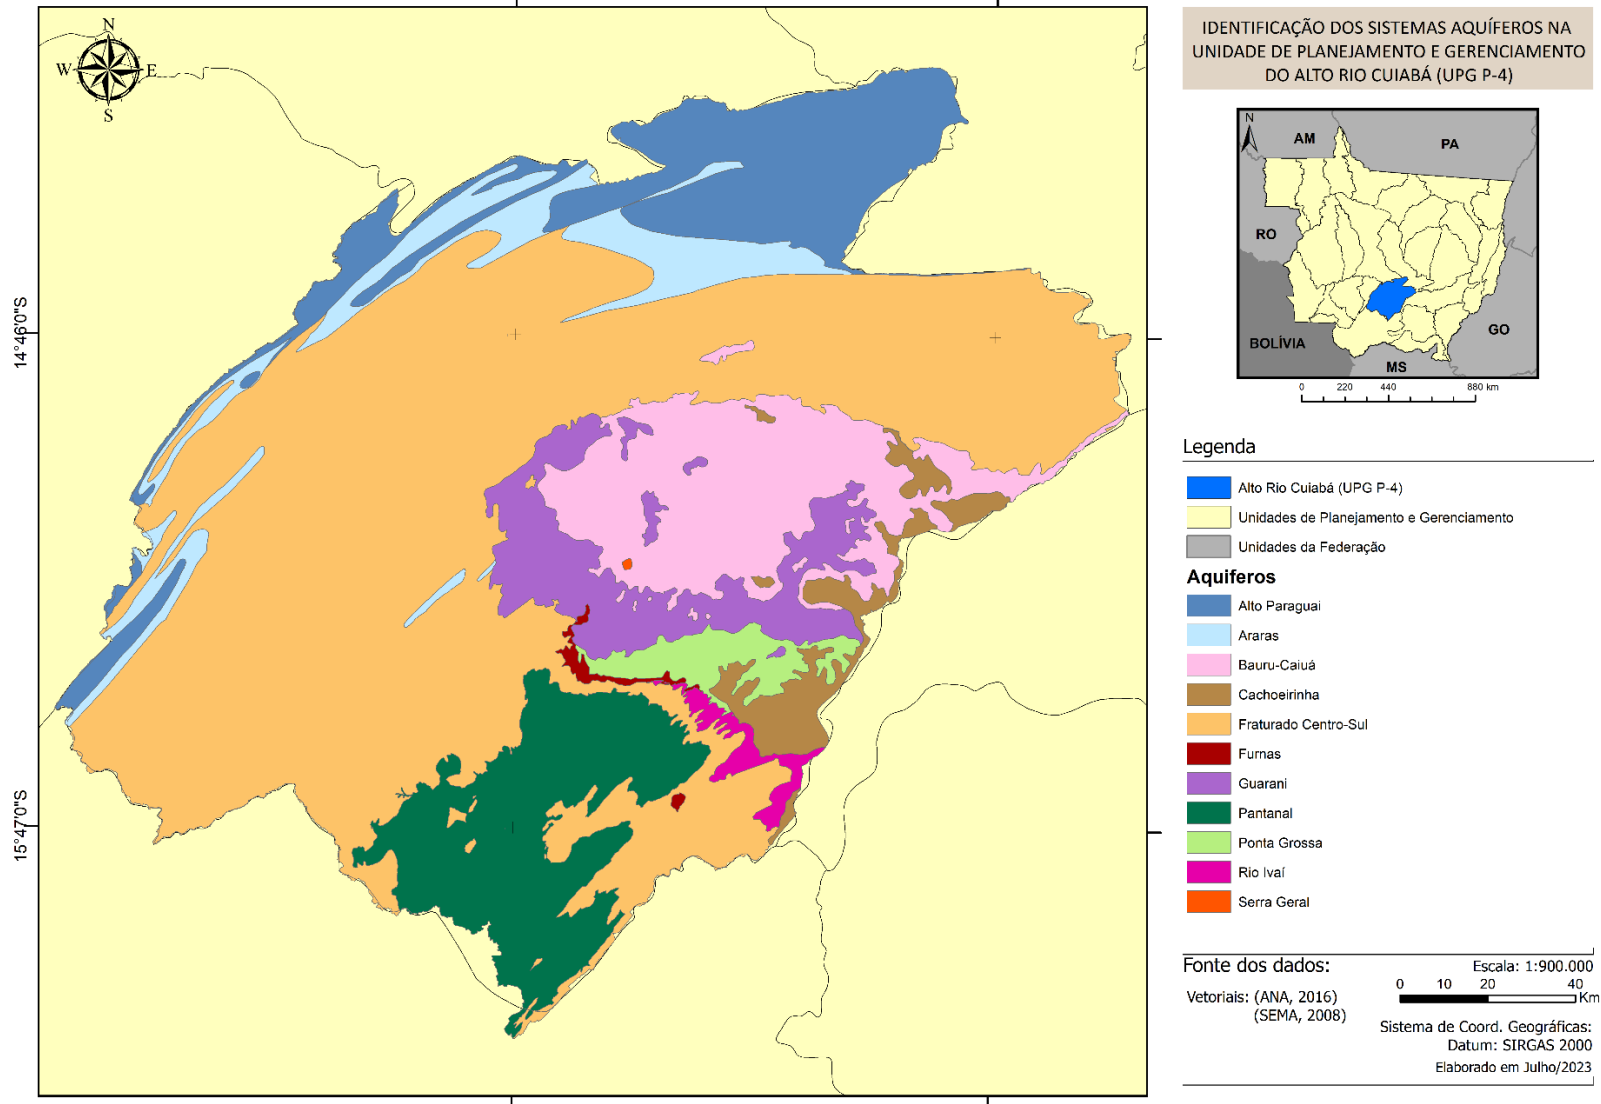 N
W
E
S
14°46'0"S
15°47'0"S
IDENTIFICAÇÃO DOS SISTEMAS AQUÍFEROS NA
UNIDADE DE PLANEJAMENTO E GERENCIAMENTO
DO ALTO RIO CUIABÁ (UPG P-4)
N
AM
PA
RO
BOLÍVIA
GO
MS
0 220 440 880 km
Legenda
Alto Rio Cuiabá (UPG P-4)
Unidades de Planejamento e Gerenciamento
Unidades da Federação
Aquiferos
Alto Paraguai
Araras
Bauru-Caiuá
Cachoeirinha
Fraturado Centro-Sul
Furnas
Guarani
Pantanal
Ponta Grossa
Rio Ivaí
Serra Geral
Fonte dos dados:
Vetoriais: (ANA, 2016)
(SEMA, 2008)
Escala: 1:900.000
0 10 20 40
Km
Sistema de Coord. Geográficas:
Datum: SIRGAS 2000
Elaborado em Julho/2023